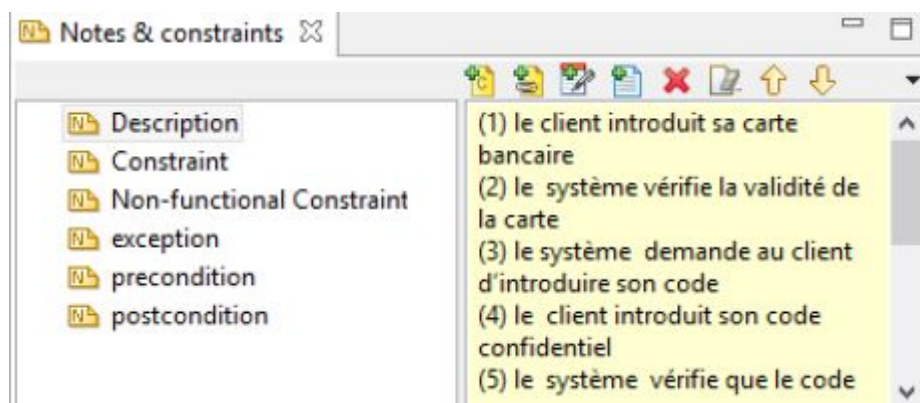 Notes & constraints
Description
Constraint
Non-functional Constraint
exception
precondition
postcondition
(1) le client introduit sa carte
bancaire
(2) le  système vérifie la validité de
la carte
(3) le système  demande au client
d'introduire son code
(4) le  client introduit son code
confidentiel
(5) le  système  vérifie que le code